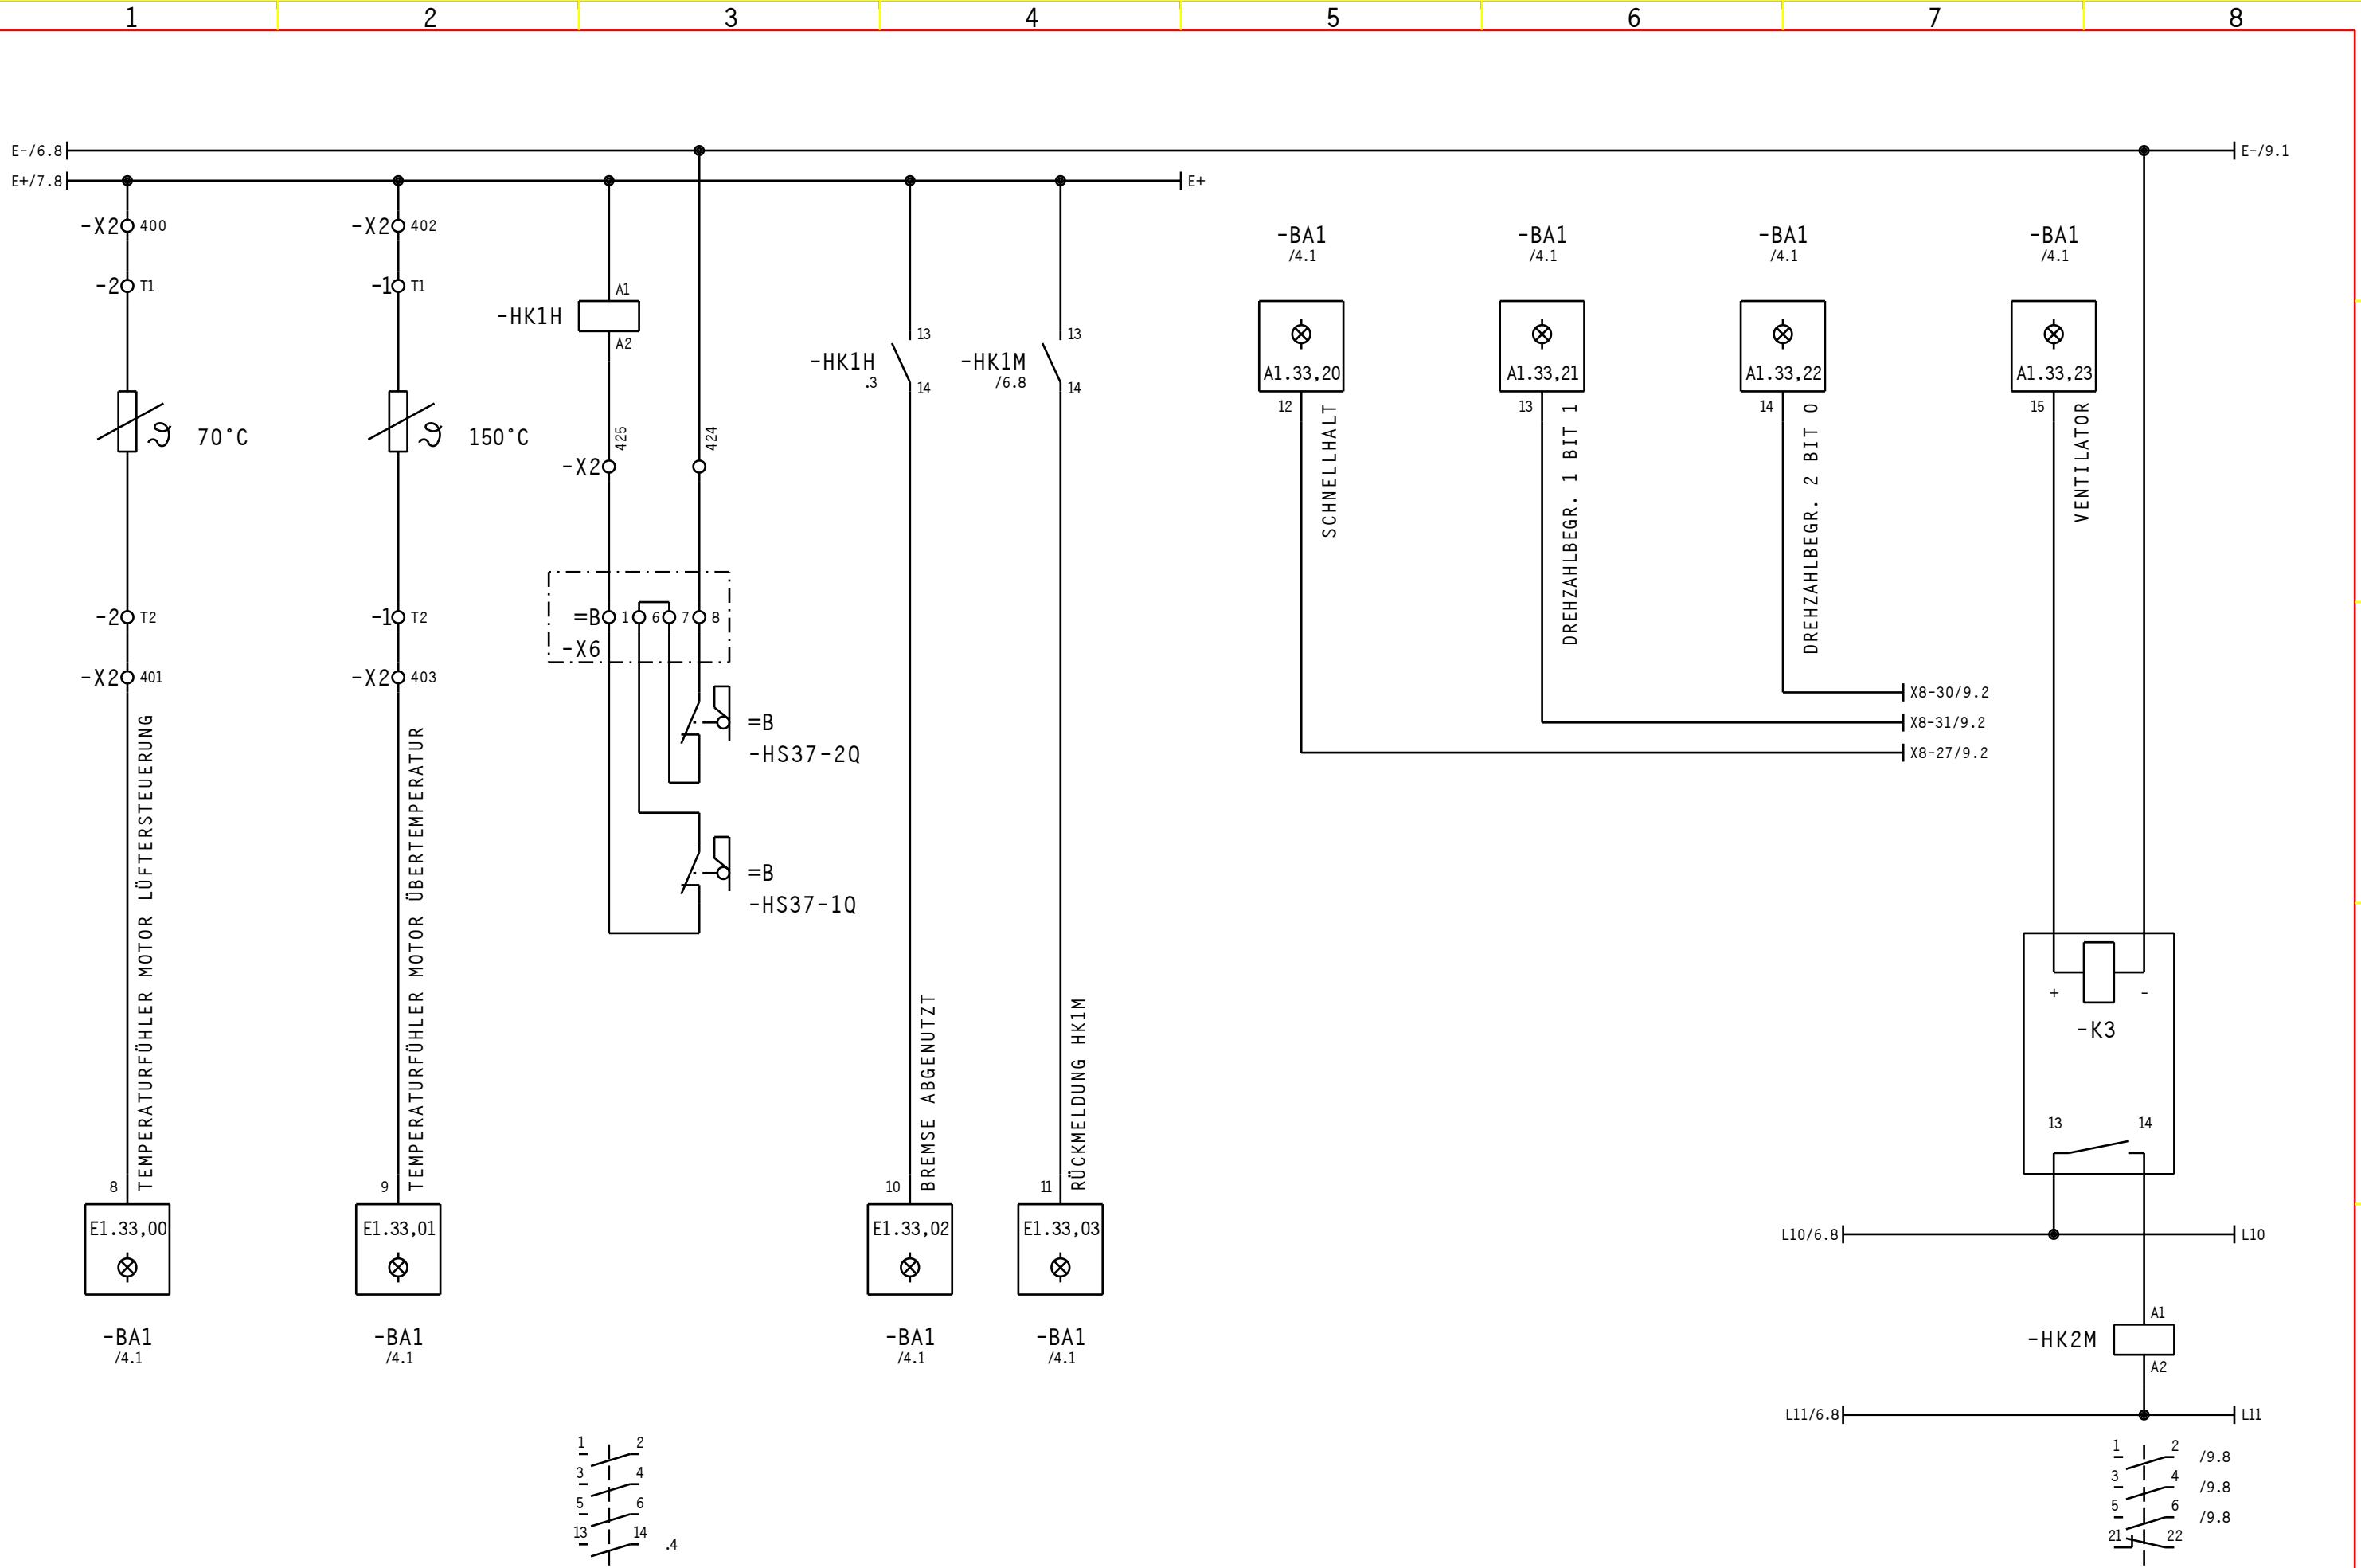 1 2 3 4 5 6 7 8
E-/6.8 E-/9.1
E+/7.8 E+
-X2 400 -X2 402
-BA1 -BA1 -BA1 -BA1
/4.1 /4.1 /4.1 /4.1
-2 T1 -1 T1
A1
-HK1H
A2
13 13
-HK1H -HK1M
.3 /6.8
14 14
A1.33,20 A1.33,21 A1.33,22 A1.33,23
12 13 14 15
SCHNELLHALT
DREHZAHLBEGR. 1 BIT 1
DREHZAHLBEGR. 2 BIT 0
VENTILATOR
ϑ 70°C ϑ 150°C
425 424
-X2
-2 T2 -1 T2
=B 1 6 7 8
-X6
-X2 401 -X2 403
X8-30/9.2
X8-31/9.2
X8-27/9.2
=B
-HS37-2Q
=B
-HS37-1Q
TEMPERATURFÜHLER MOTOR LÜFTERSTEUERUNG
TEMPERATURFÜHLER MOTOR ÜBERTEMPERATUR
BREMSE ABGENUTZT
RÜCKMELDUNG HK1M
+ -
-K3
13 14
8 9 10 11
E1.33,00 E1.33,01 E1.33,02 E1.33,03
L10/6.8 L10
-BA1 -BA1 -BA1 -BA1
/4.1 /4.1 /4.1 /4.1
A1
-HK2M
A2
L11/6.8 L11
1 2
3 4
5 6
13 14 .4
1 2 /9.8
3 4 /9.8
5 6 /9.8
21 22